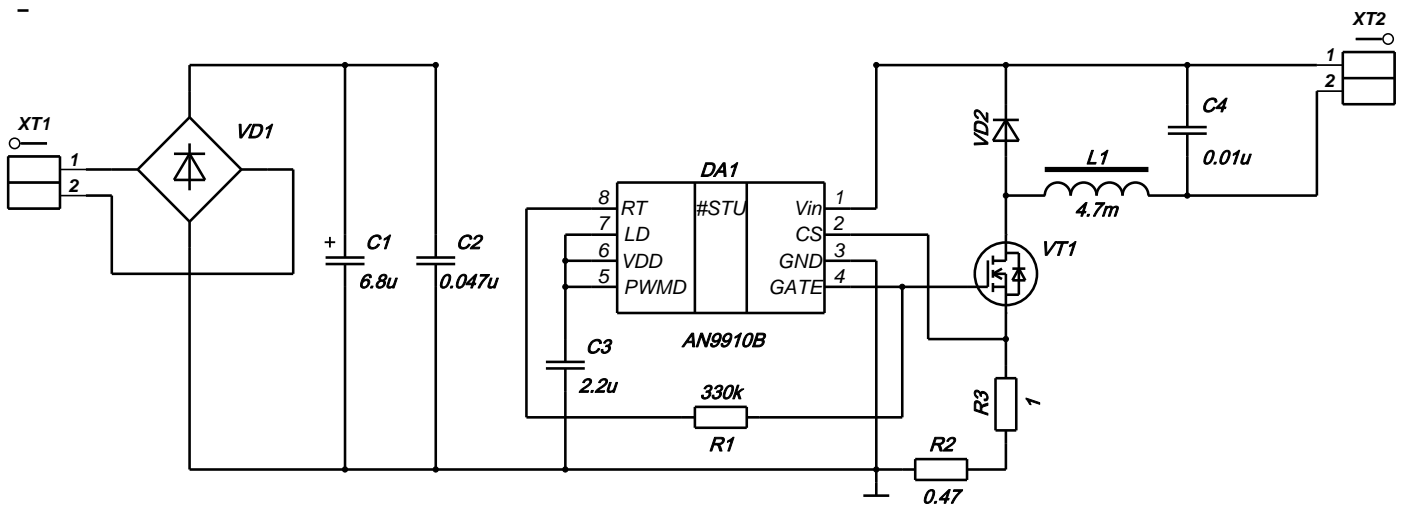 XT2
1
2
C4
0.01u
VD2
L1
4.7m
XT1
1
2
VD1
DA1
8 RT #STU Vin 1
7 LD CS 2
6 VDD GND 3
5 PWMD GATE 4
AN9910B
VT1
+ C1
6.8u
C2
0.047u
C3
2.2u
330k
R1
R3
1
R2
0.47